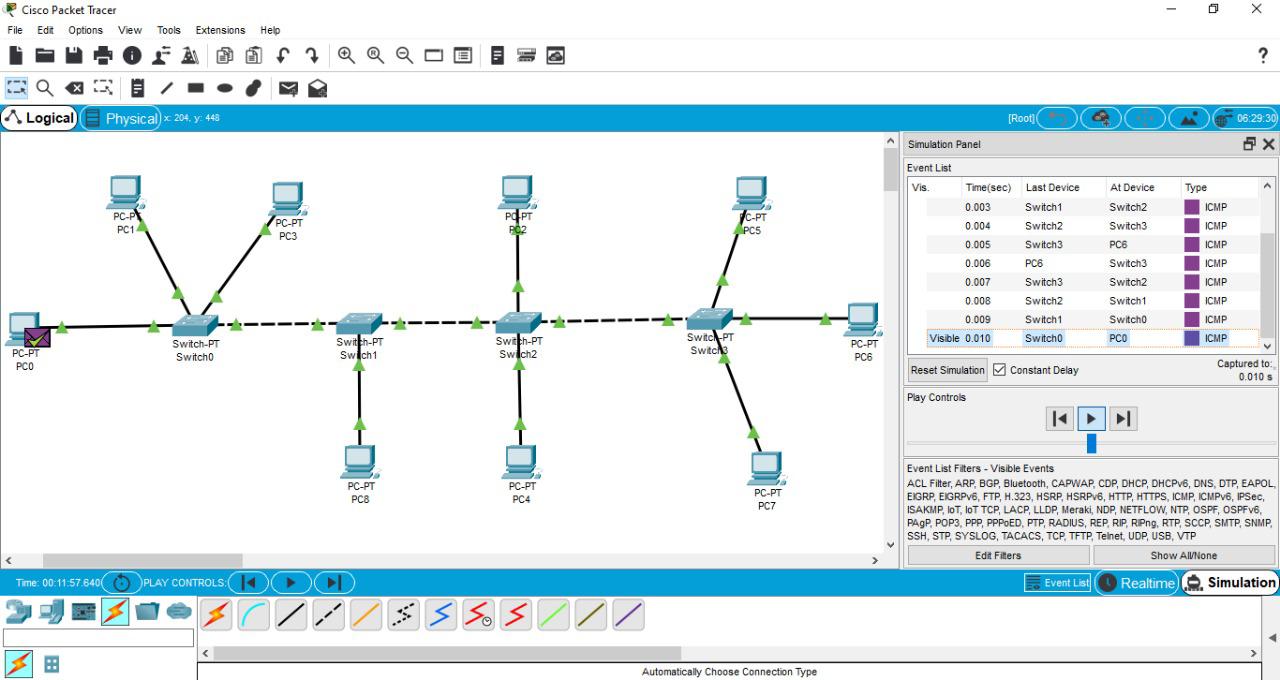 Cisco Packet Tracer
File Edit Options View Tools Extensions Help
?
Logical Physical x: 204, y: 448 [Root] 06:29:30
Simulation Panel
Event List
Vis. Time(sec) Last Device At Device Type
0.003 Switch1 Switch2 ICMP
0.004 Switch2 Switch3 ICMP
0.005 Switch3 PC6 ICMP
0.006 PC6 Switch3 ICMP
0.007 Switch3 Switch2 ICMP
0.008 Switch2 Switch1 ICMP
0.009 Switch1 Switch0 ICMP
Visible 0.010 Switch0 PC0 ICMP
Reset Simulation Constant Delay Captured to:
0.010 s
Play Controls
Event List Filters - Visible Events
ACL Filter, ARP, BGP, Bluetooth, CAPWAP, CDP, DHCP, DHCPv6, DNS, DTP, EAPOL,
EIGRP, EIGRPv6, FTP, H.323, HSRP, HSRPv6, HTTP, HTTPS, ICMP, ICMPv6, IPSec,
ISAKMP, IoT, IoT TCP, LACP, LLDP, Meraki, NDP, NETFLOW, NTP, OSPF, OSPFv6,
PAgP, POP3, PPP, PPPoED, PTP, RADIUS, REP, RIP, RIPng, RTP, SCCP, SMTP, SNMP,
SSH, STP, SYSLOG, TACACS, TCP, TFTP, Telnet, UDP, USB, VTP
Edit Filters Show All/None
PC-PT
PC1
PC-PT
PC3
PC-PT
PC2
PC-PT
PC5
PC-PT
PC0
Switch-PT
Switch0
Switch-PT
Switch1
Switch-PT
Switch2
Switch-PT
Switch3
PC-PT
PC6
PC-PT
PC8
PC-PT
PC4
PC-PT
PC7
Time: 00:11:57.640 PLAY CONTROLS: Event List Realtime Simulation
Automatically Choose Connection Type